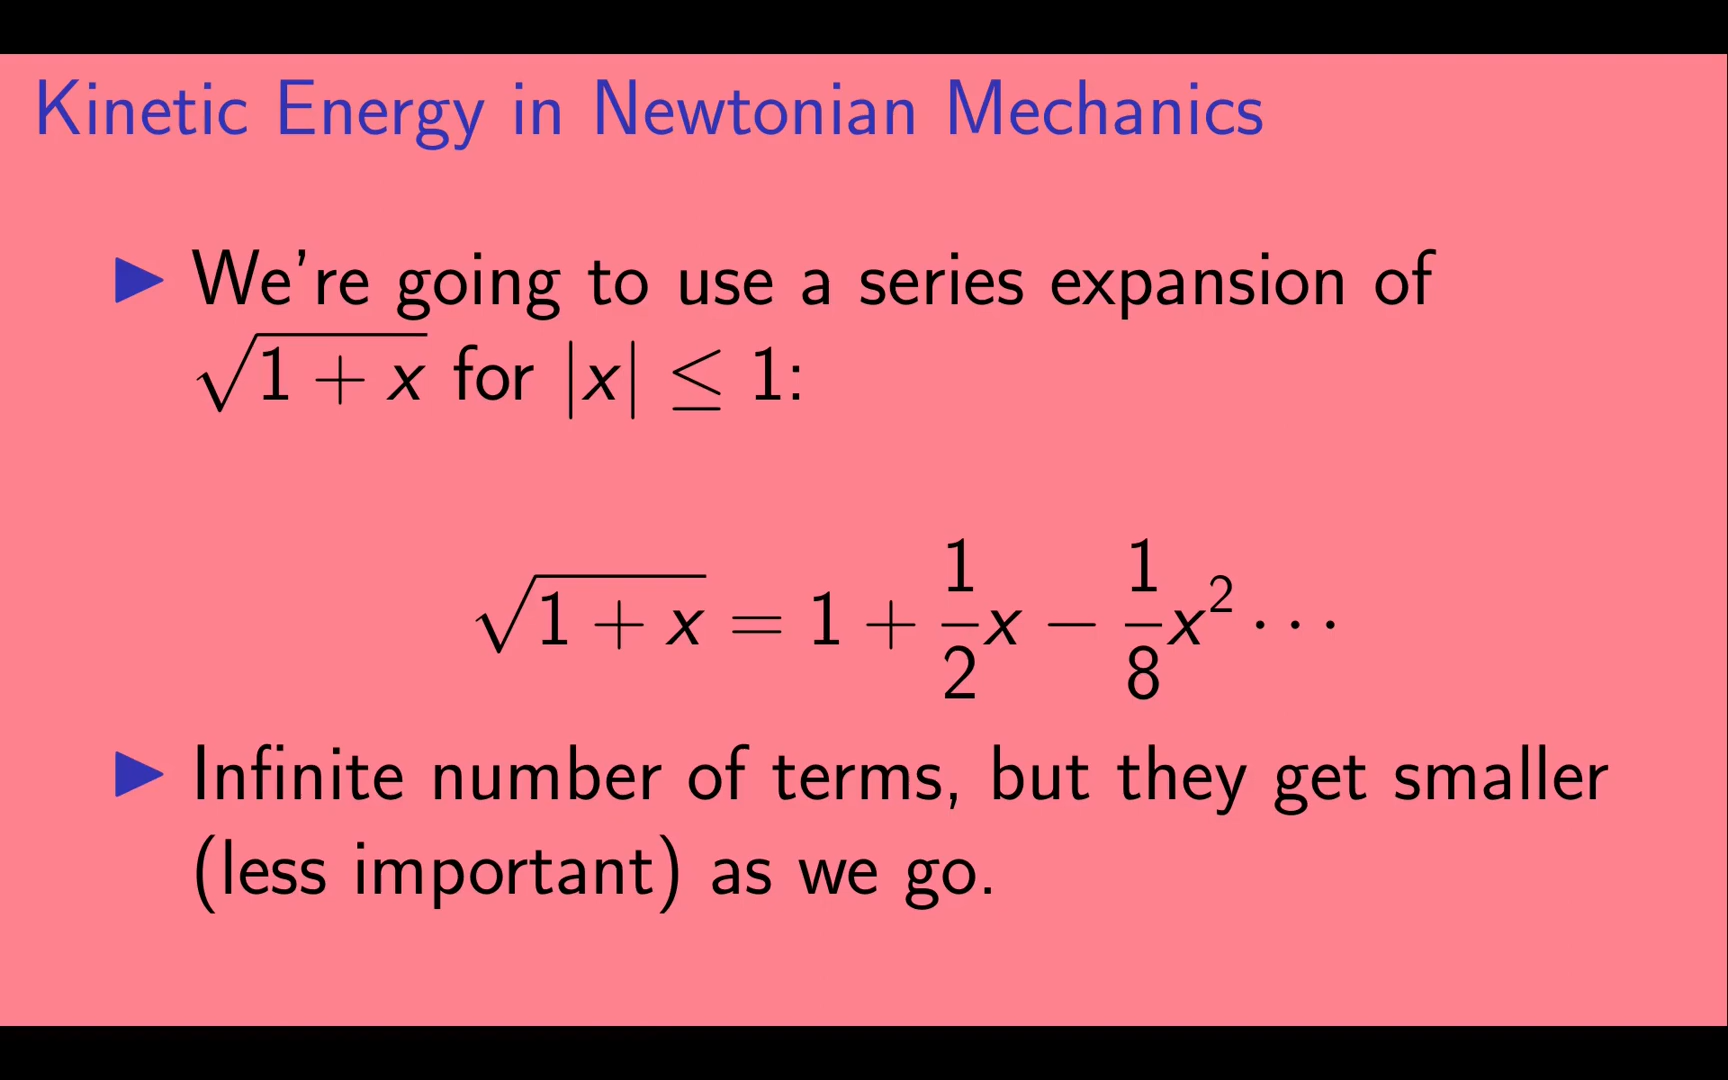 Kinetic Energy in Newtonian Mechanics
▶ We're going to use a series expansion of
√(1 + x) for |x| ≤ 1:
√(1 + x) = 1 + 1/2 x − 1/8 x² ···
▶ Infinite number of terms, but they get smaller
(less important) as we go.